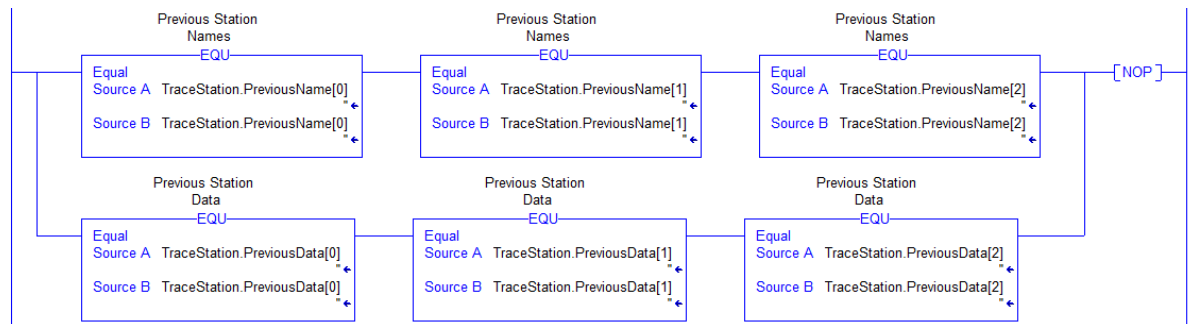 Previous Station Previous Station Previous Station
Names Names Names
EQU EQU EQU
Equal Equal Equal
Source A TraceStation.PreviousName[0] Source A TraceStation.PreviousName[1] Source A TraceStation.PreviousName[2] NOP
'' '' ''
Source B TraceStation.PreviousName[0] Source B TraceStation.PreviousName[1] Source B TraceStation.PreviousName[2]
'' '' ''
Previous Station Previous Station Previous Station
Data Data Data
EQU EQU EQU
Equal Equal Equal
Source A TraceStation.PreviousData[0] Source A TraceStation.PreviousData[1] Source A TraceStation.PreviousData[2]
'' '' ''
Source B TraceStation.PreviousData[0] Source B TraceStation.PreviousData[1] Source B TraceStation.PreviousData[2]
'' '' ''